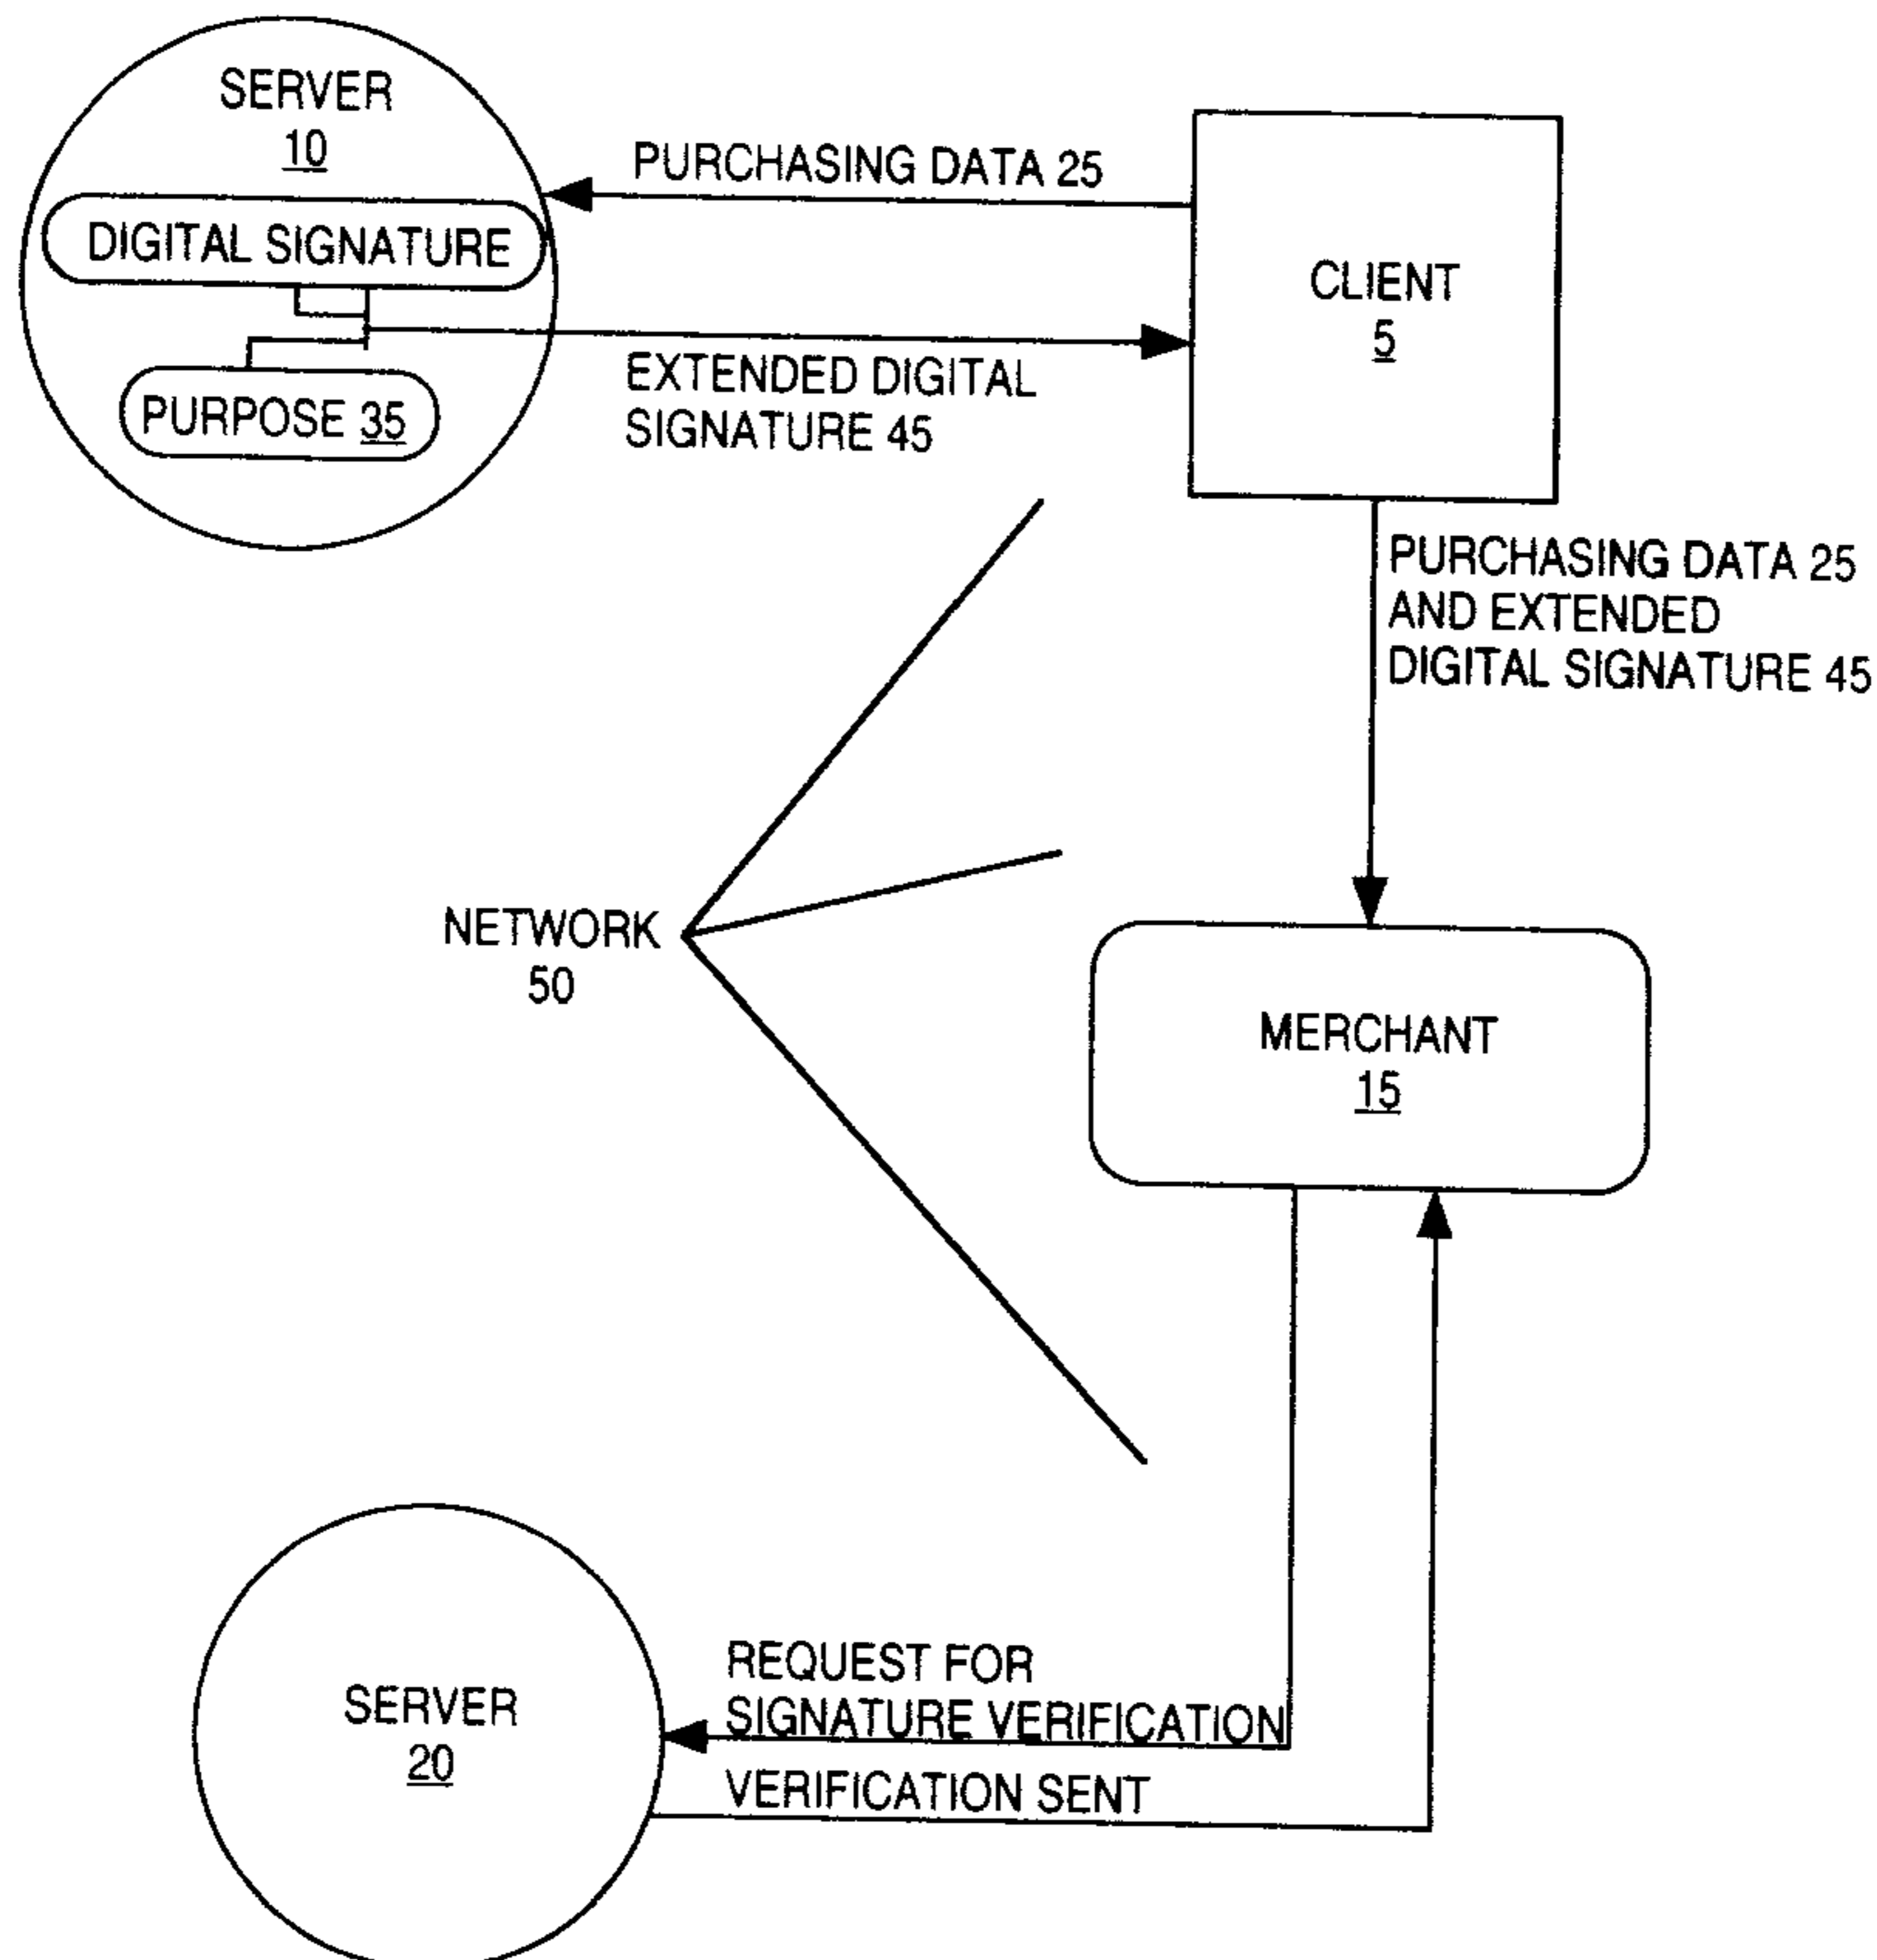 SERVER
10
DIGITAL SIGNATURE
PURPOSE 35
PURCHASING DATA 25
EXTENDED DIGITAL
SIGNATURE 45
CLIENT
5
PURCHASING DATA 25
AND EXTENDED
DIGITAL SIGNATURE 45
NETWORK
50
MERCHANT
15
SERVER
20
REQUEST FOR
SIGNATURE VERIFICATION
VERIFICATION SENT